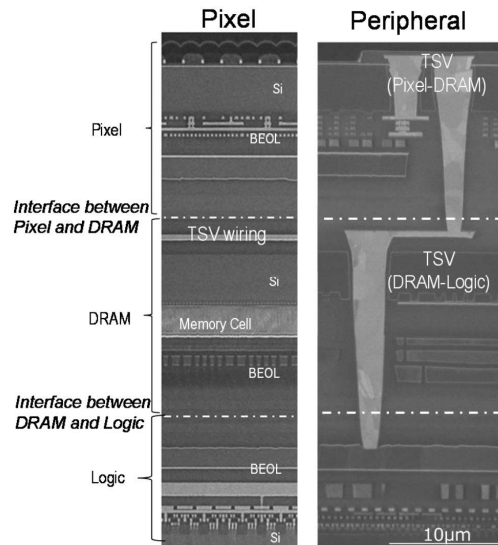 Pixel
Peripheral
TSV
(Pixel-DRAM)
Si
Pixel
BEOL
Interface between
Pixel and DRAM
TSV wiring
TSV
(DRAM-Logic)
Si
DRAM
Memory Cell
BEOL
Interface between
DRAM and Logic
BEOL
Logic
Si
10μm